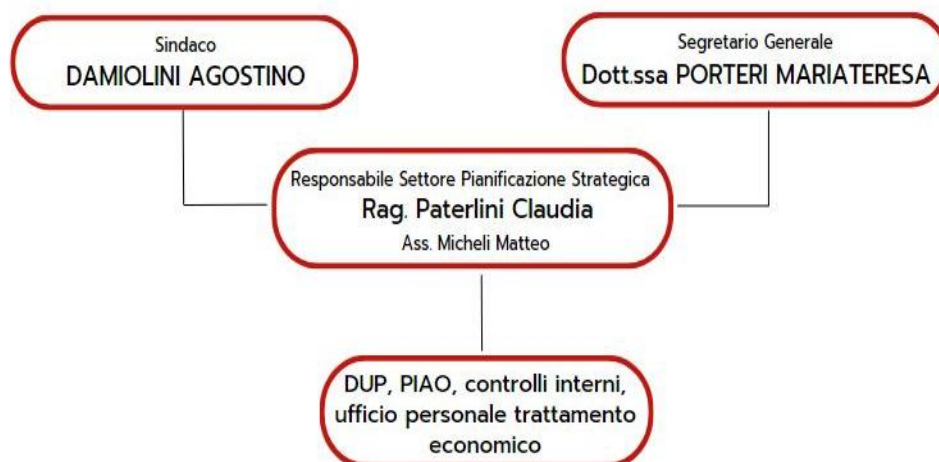 Sindaco
DAMIOLINI AGOSTINO
Segretario Generale
Dott.ssa PORTERI MARIATERESA
Responsabile Settore Pianificazione Strategica
Rag. Paterlini Claudia
Ass. Micheli Matteo
DUP, PIAO, controlli interni,
ufficio personale trattamento
economico